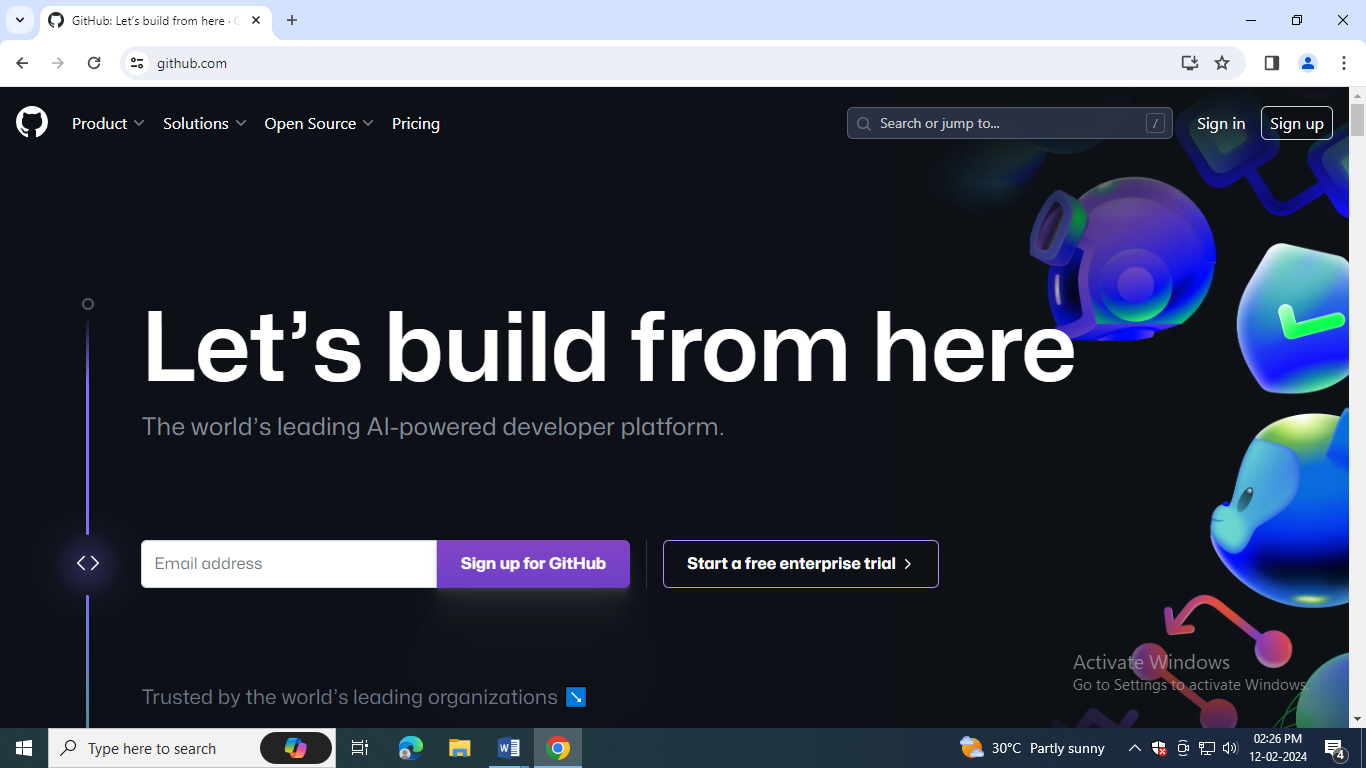 GitHub: Let's build from here ·
github.com
Product
Solutions
Open Source
Pricing
Search or jump to...
/
Sign in
Sign up
Let's build from here
The world's leading AI-powered developer platform.
Email address
Sign up for GitHub
Start a free enterprise trial
Trusted by the world's leading organizations
Activate Windows
Go to Settings to activate Windows.
Type here to search
30°C Partly sunny
02:26 PM
12-02-2024
4